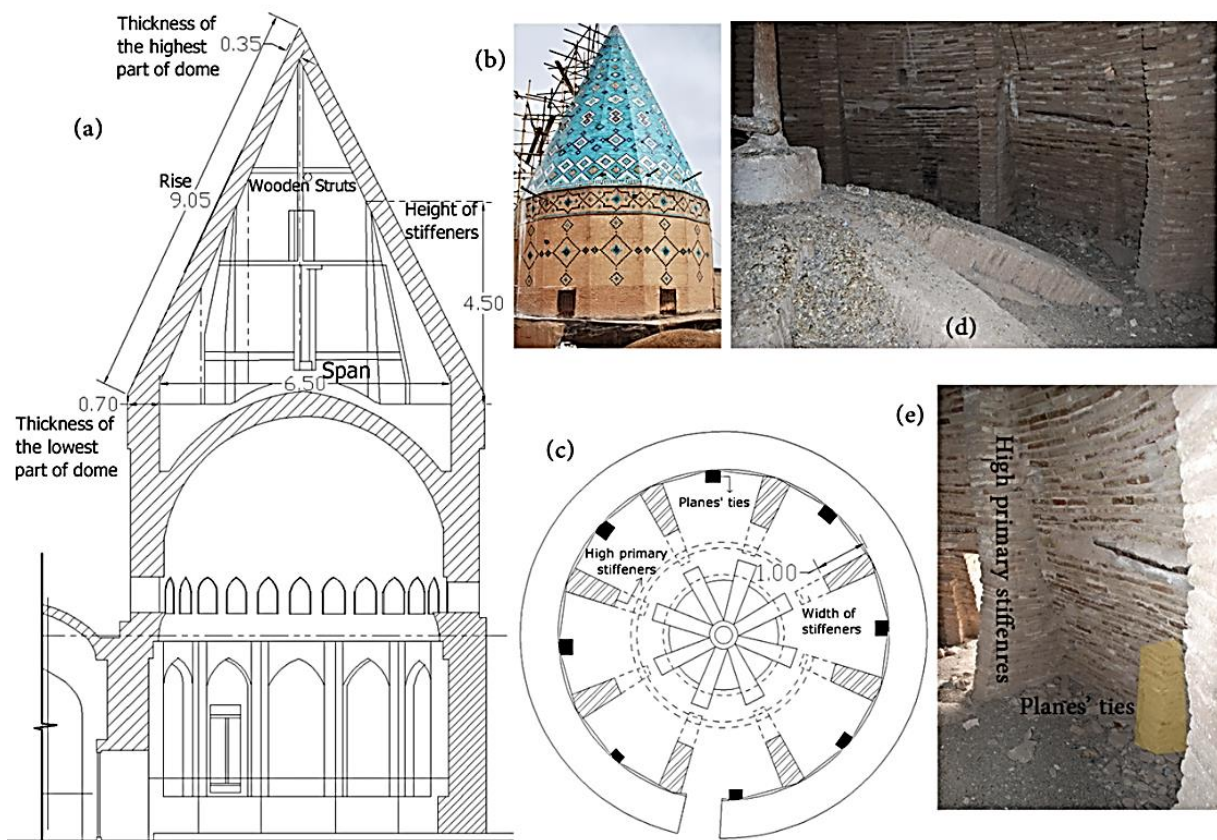 Thickness of
the highest
part of dome
0.35
(a)
Rise
9.05
Wooden Struts
Height of
stiffeners
4.50
Span
6.50
0.70
Thickness of
the lowest
part of dome
(b)
(c)
Planes' ties
High primary
stiffeners
1.00
Width of
stiffeners
(d)
(e)
High primary stiffenres
Planes' ties